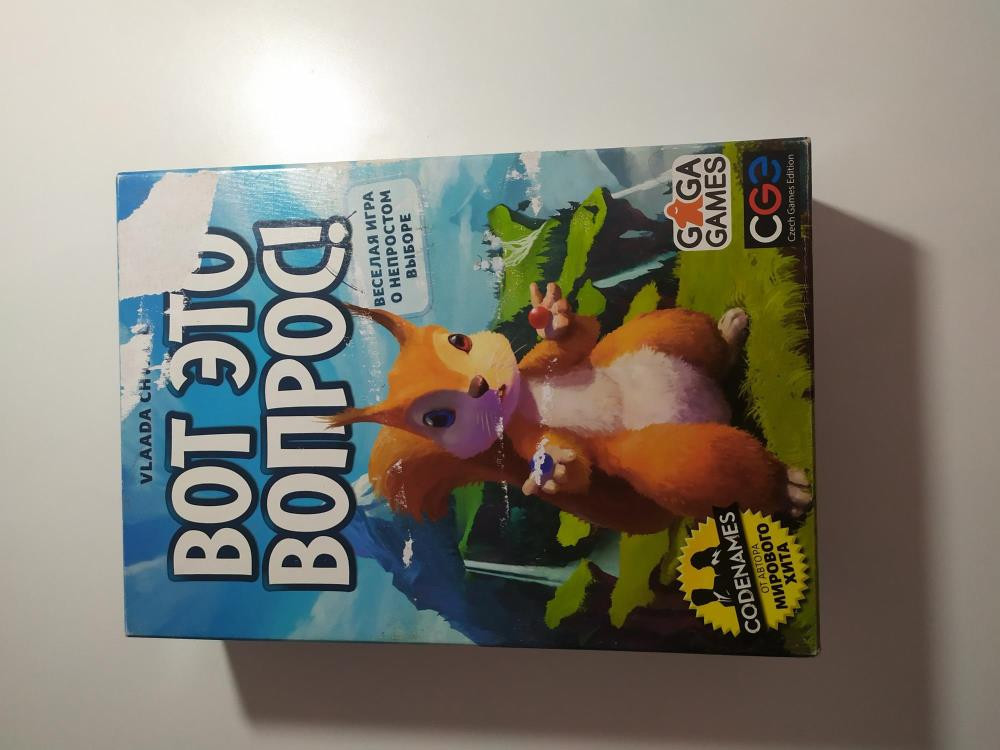 VLAADA
ВОТ ЭТО
ВОПРОС!
ВЕСЕЛАЯ ИГРА
О НЕПРОСТОМ
ВЫБОРЕ
CODENAMES
ОТ АВТОРА
МИРОВОГО
ХИТА
GAGA
GAMES
CGE
Czech Games Edition